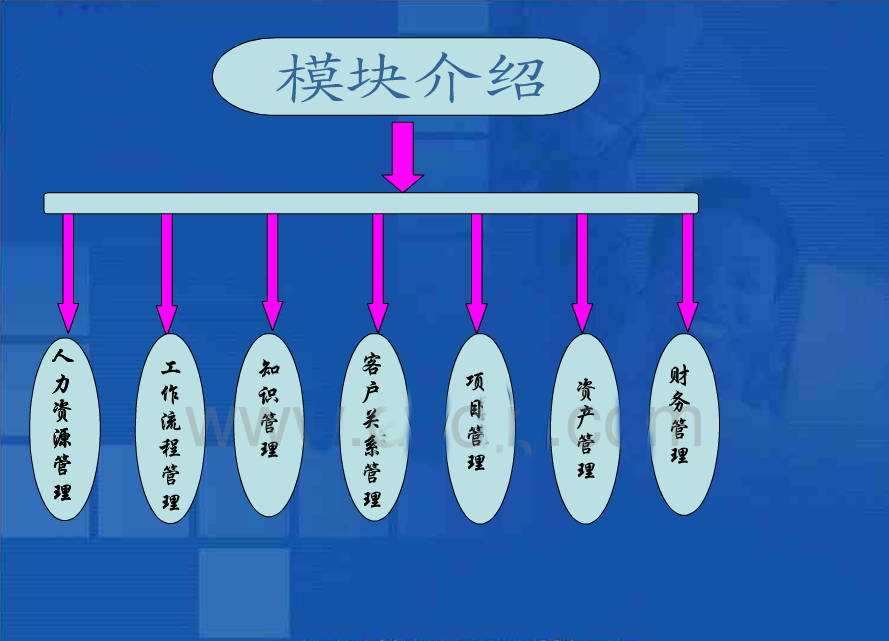 模块介绍
人力资源管理
工作流程管理
知识管理
客户关系管理
项目管理
资产管理
财务管理